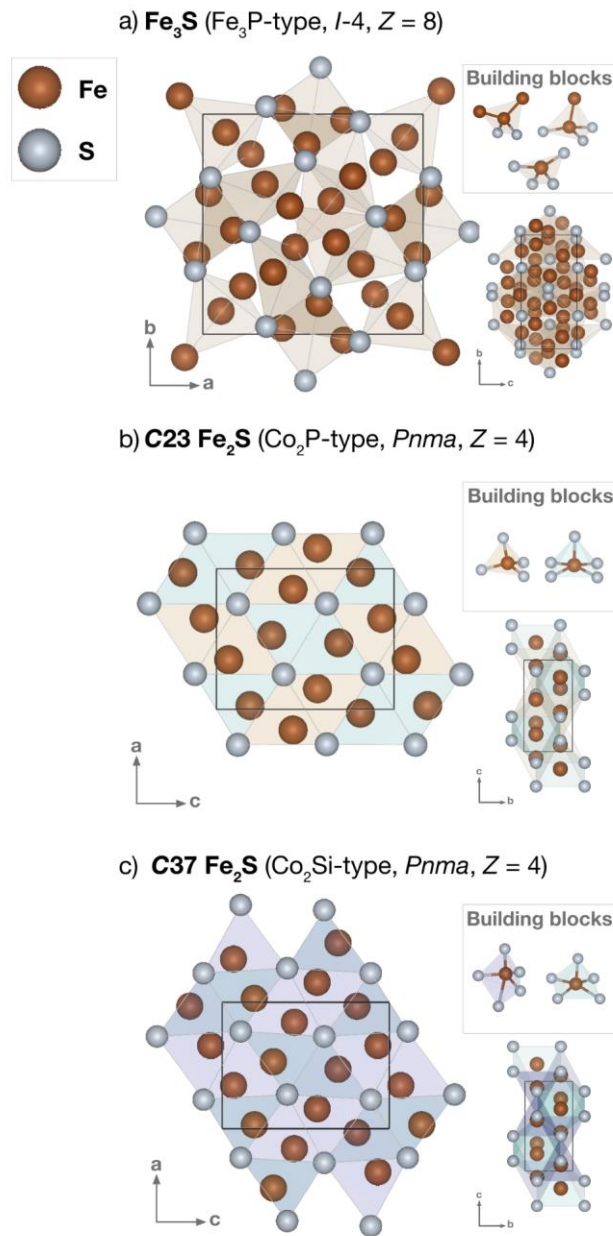 a) Fe₃S (Fe₃P-type, I-4, Z = 8)
Fe
S
Building blocks
b
a
b
c
b) C23 Fe₂S (Co₂P-type, Pnma, Z = 4)
Building blocks
a
c
c
b
c) C37 Fe₂S (Co₂Si-type, Pnma, Z = 4)
Building blocks
a
c
c
b